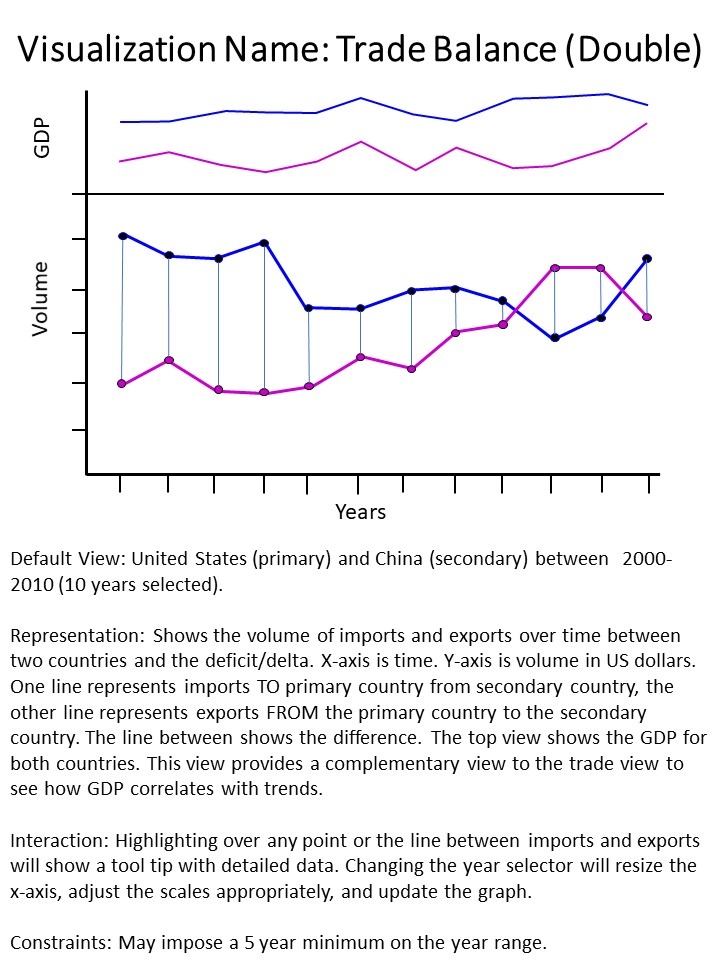 Visualization Name: Trade Balance (Double)
GDP
Volume
Years
Default View: United States (primary) and China (secondary) between 2000-
2010 (10 years selected).
Representation: Shows the volume of imports and exports over time between
two countries and the deficit/delta. X-axis is time. Y-axis is volume in US dollars.
One line represents imports TO primary country from secondary country, the
other line represents exports FROM the primary country to the secondary
country. The line between shows the difference. The top view shows the GDP for
both countries. This view provides a complementary view to the trade view to
see how GDP correlates with trends.
Interaction: Highlighting over any point or the line between imports and exports
will show a tool tip with detailed data. Changing the year selector will resize the
x-axis, adjust the scales appropriately, and update the graph.
Constraints: May impose a 5 year minimum on the year range.